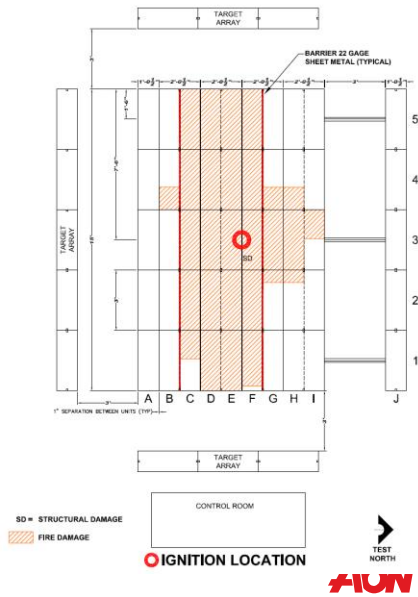 TARGET
ARRAY
BARRIER 22 GAGE
SHEET METAL (TYPICAL)
5
4
TARGET
ARRAY
3
SD
2
1
A B C D E F G H I J
1" SEPARATION BETWEEN UNITS (TYP)
3'
TARGET
ARRAY
CONTROL ROOM
SD = STRUCTURAL DAMAGE
FIRE DAMAGE
IGNITION LOCATION
TEST
NORTH
AON